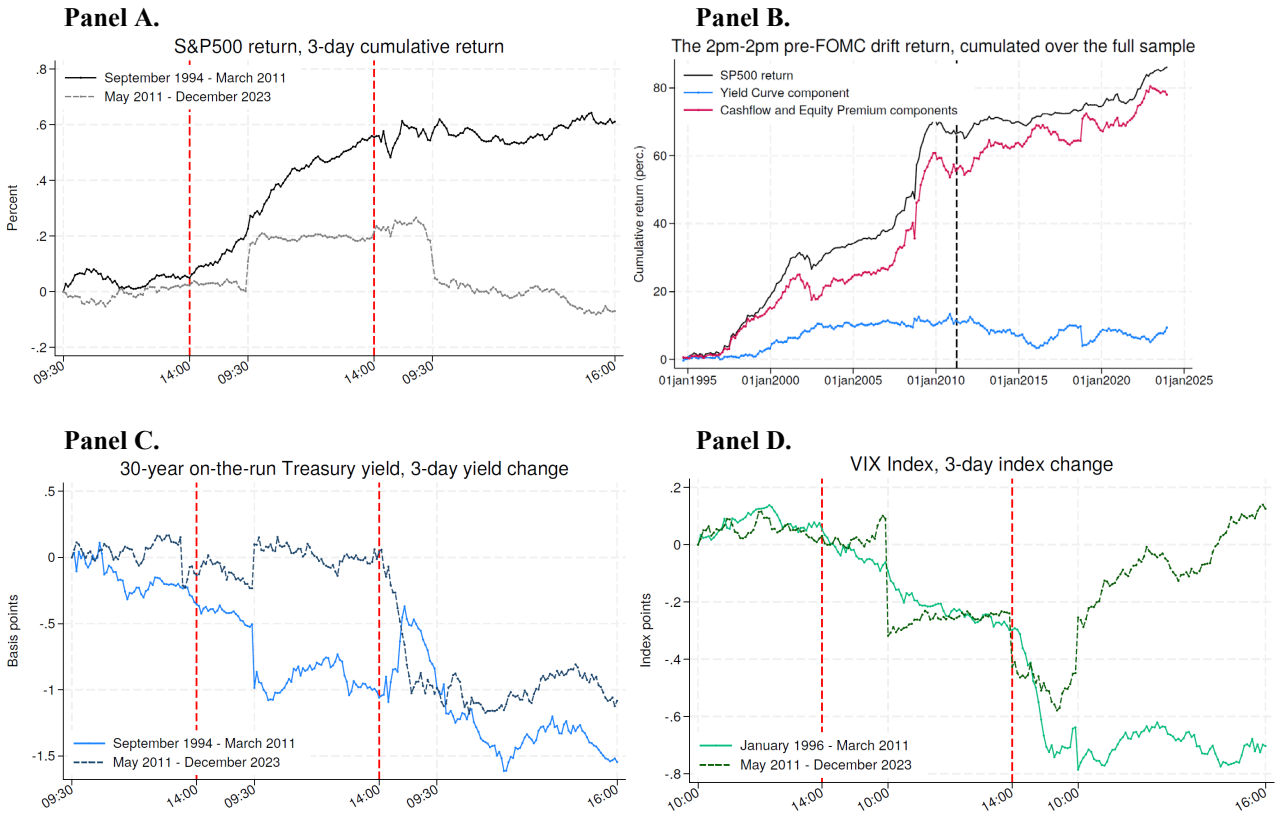 Panel A.
S&P500 return, 3-day cumulative return
September 1994 - March 2011
May 2011 - December 2023
Percent
.8
.6
.4
.2
0
-.2
09:30
14:00
09:30
14:00
09:30
16:00
Panel B.
The 2pm-2pm pre-FOMC drift return, cumulated over the full sample
SP500 return
Yield Curve component
Cashflow and Equity Premium components
Cumulative return (perc.)
80
60
40
20
0
01jan1995
01jan2000
01jan2005
01jan2010
01jan2015
01jan2020
01jan2025
Panel C.
30-year on-the-run Treasury yield, 3-day yield change
Basis points
.5
0
-.5
-1
-1.5
September 1994 - March 2011
May 2011 - December 2023
09:30
14:00
09:30
14:00
09:30
16:00
Panel D.
VIX Index, 3-day index change
Index points
.2
0
-.2
-.4
-.6
-.8
January 1996 - March 2011
May 2011 - December 2023
10:00
14:00
10:00
14:00
10:00
16:00